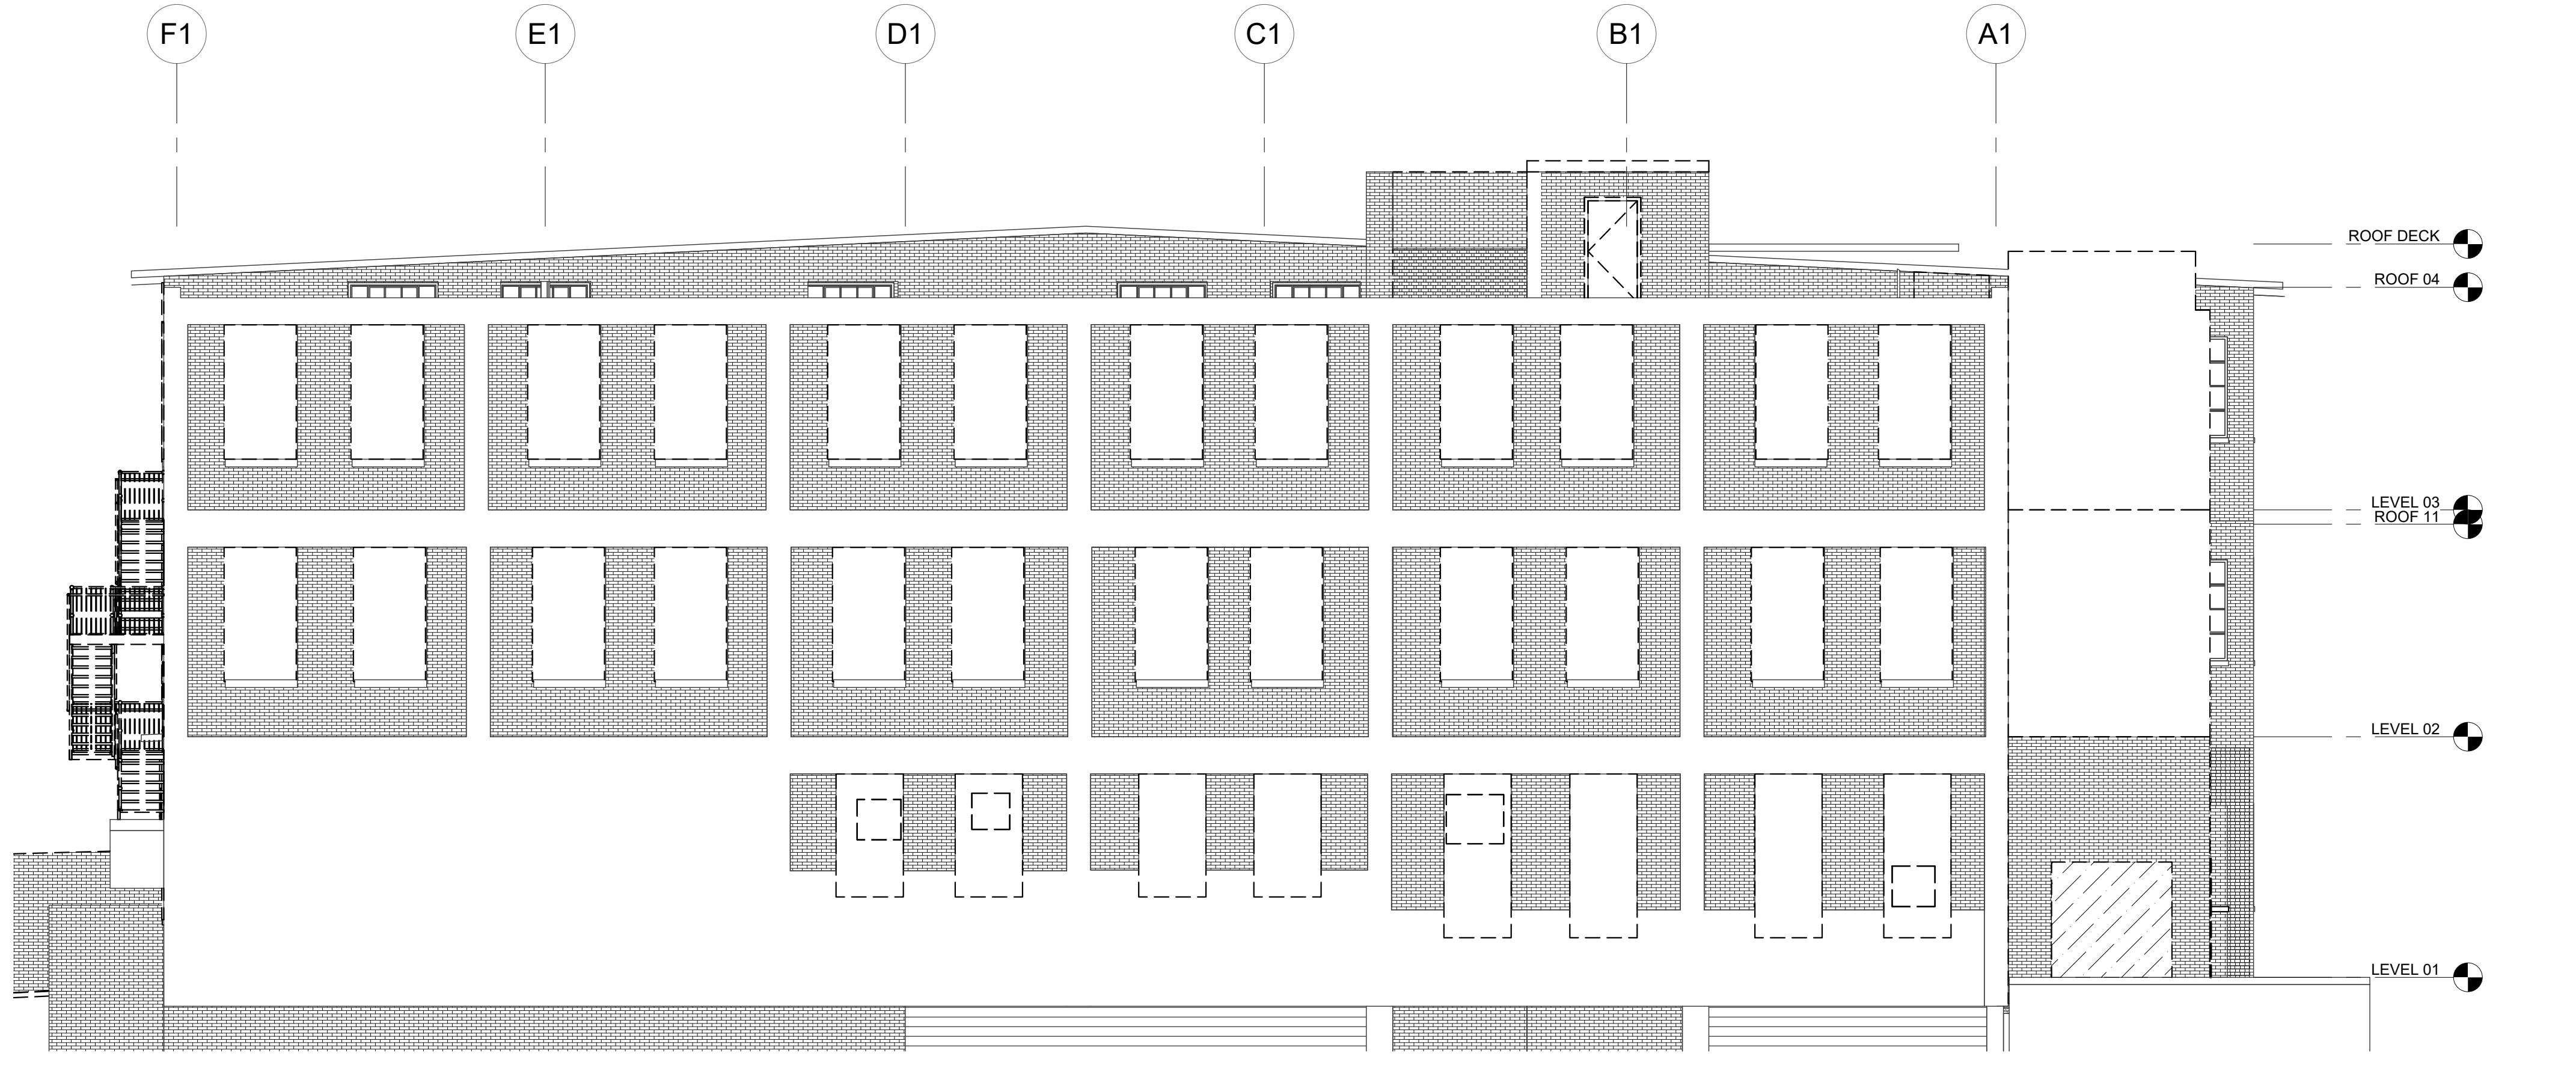 F1
E1
D1
C1
B1
A1
ROOF DECK
ROOF 04
LEVEL 03
ROOF 11
LEVEL 02
LEVEL 01